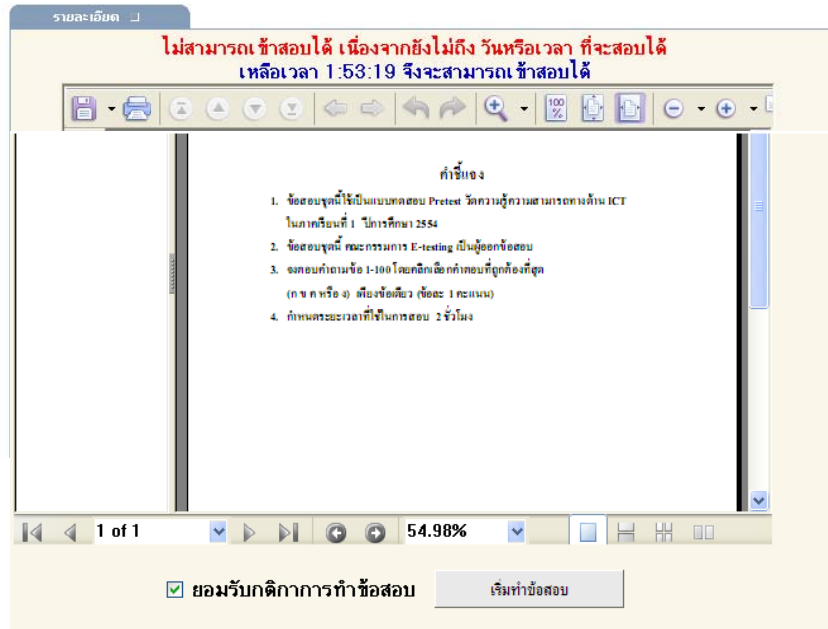 รายละเอียด
ไม่สามารถเข้าสอบได้ เนื่องจากยังไม่ถึง วันหรือเวลา ที่จะสอบได้
เหลือเวลา 1:53:19 จึงจะสามารถเข้าสอบได้
100 %
คำชี้แจง
1. ข้อสอบชุดนี้ใช้เป็นแบบทดสอบ Pretest วัดความรู้ความสามารถทางด้าน ICT
ในภาคเรียนที่ 1 ปีการศึกษา 2554
2. ข้อสอบชุดนี้ คณะกรรมการ E-testing เป็นผู้ออกข้อสอบ
3. จงตอบคำถามข้อ 1-100 โดยคลิกเลือกคำตอบที่ถูกต้องที่สุด
(ก ข ค หรือ ง) เพียงข้อเดียว (ข้อละ 1 คะแนน)
4. กำหนดระยะเวลาที่ใช้ในการสอบ 2 ชั่วโมง
1 of 1 54.98%
ยอมรับกติกาการทำข้อสอบ เริ่มทำข้อสอบ